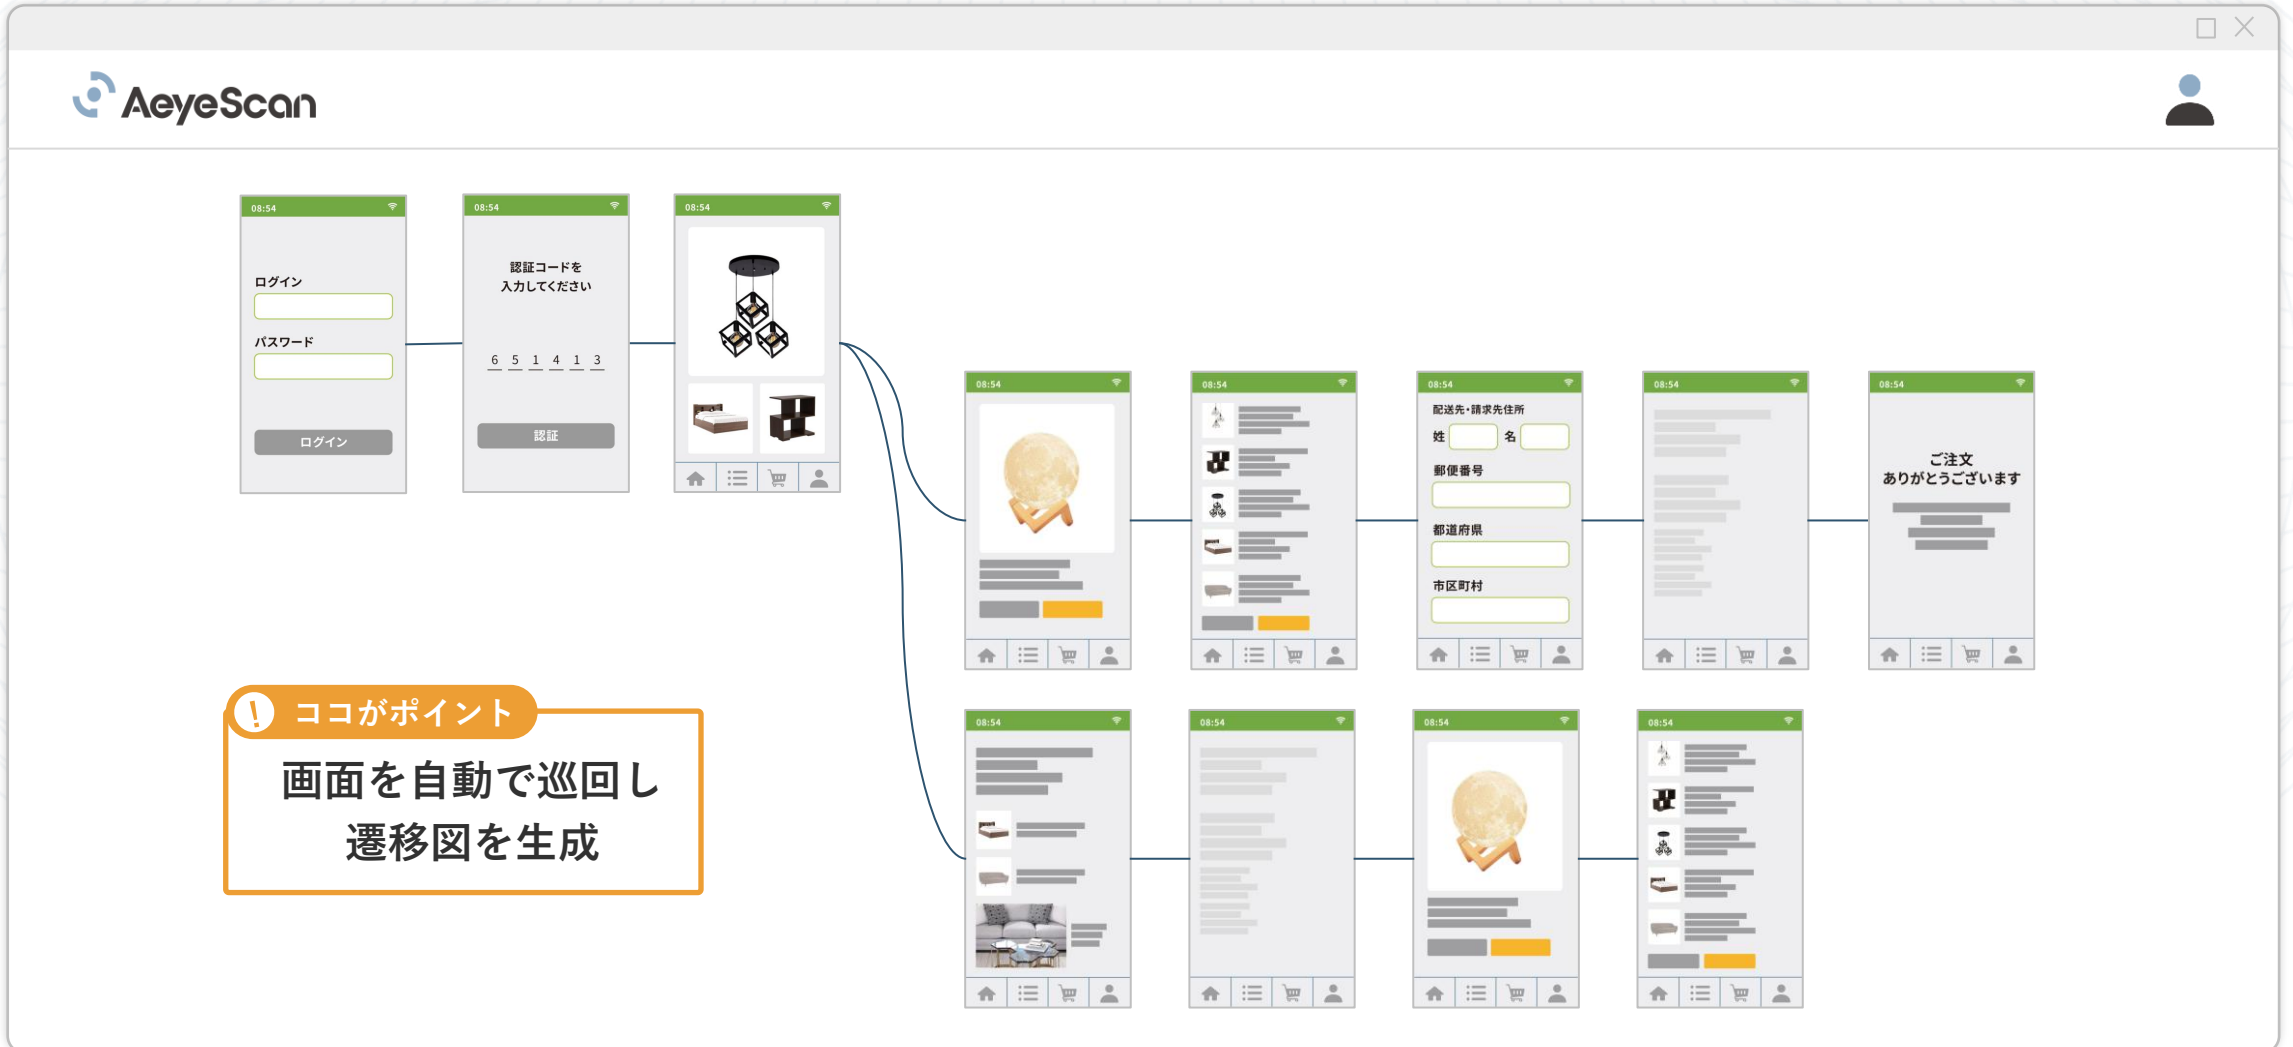 AeyeScan
08:54
ログイン
パスワード
ログイン
08:54
認証コードを
入力してください
6 5 1 4 1 3
認証
08:54
08:54
08:54
08:54
配送先・請求先住所
姓 名
郵便番号
都道府県
市区町村
08:54
08:54
ご注文
ありがとうございます
! ココがポイント
画面を自動で巡回し
遷移図を生成
08:54
08:54
08:54
08:54